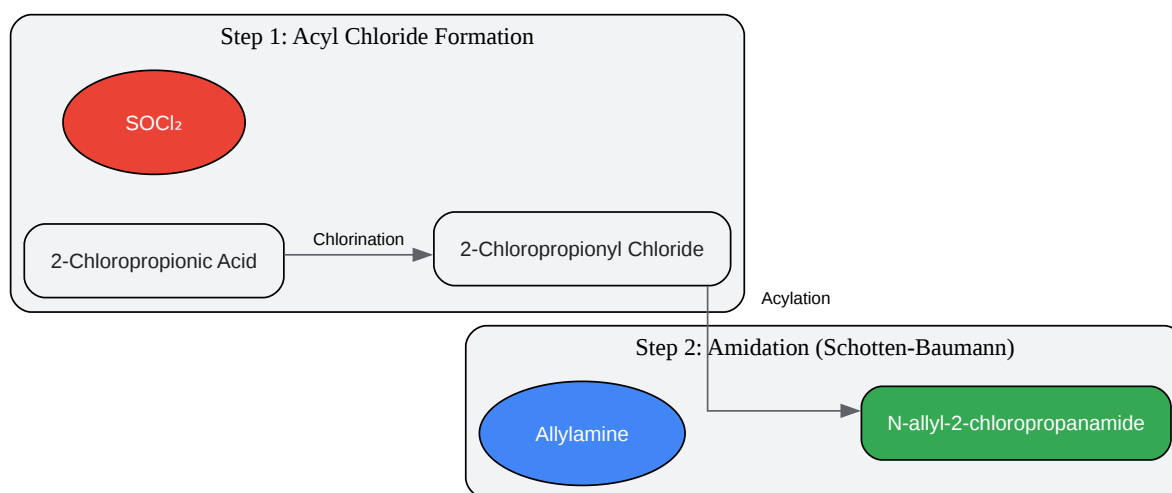 Step 1: Acyl Chloride Formation
SOCl₂
2-Chloropropionic Acid
Chlorination
2-Chloropropionyl Chloride
Acylation
Step 2: Amidation (Schotten-Baumann)
Allylamine
N-allyl-2-chloropropanamide